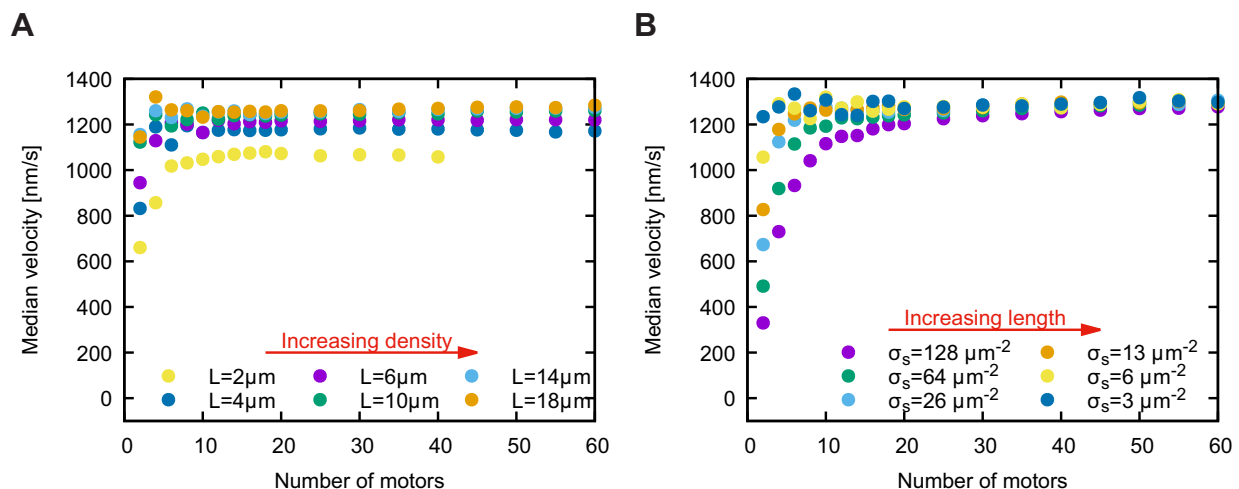 A
Median velocity [nm/s]
1400
1200
1000
800
600
400
200
0
Increasing density
L=2μm
L=6μm
L=14μm
L=4μm
L=10μm
L=18μm
0 10 20 30 40 50 60
Number of motors
B
Median velocity [nm/s]
1400
1200
1000
800
600
400
200
0
Increasing length
σs=128 μm-2
σs=13 μm-2
σs=64 μm-2
σs=6 μm-2
σs=26 μm-2
σs=3 μm-2
0 10 20 30 40 50 60
Number of motors